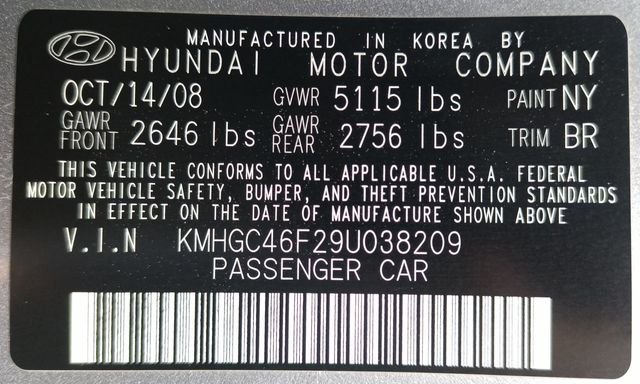 MANUFACTURED IN KOREA BY
HYUNDAI MOTOR COMPANY
OCT/14/08 GVWR 5115 lbs PAINT NY
GAWR FRONT 2646 lbs GAWR REAR 2756 lbs TRIM BR
THIS VEHICLE CONFORMS TO ALL APPLICABLE U.S.A. FEDERAL
MOTOR VEHICLE SAFETY, BUMPER, AND THEFT PREVENTION STANDARDS
IN EFFECT ON THE DATE OF MANUFACTURE SHOWN ABOVE
V.I.N KMHGC46F29U038209
PASSENGER CAR